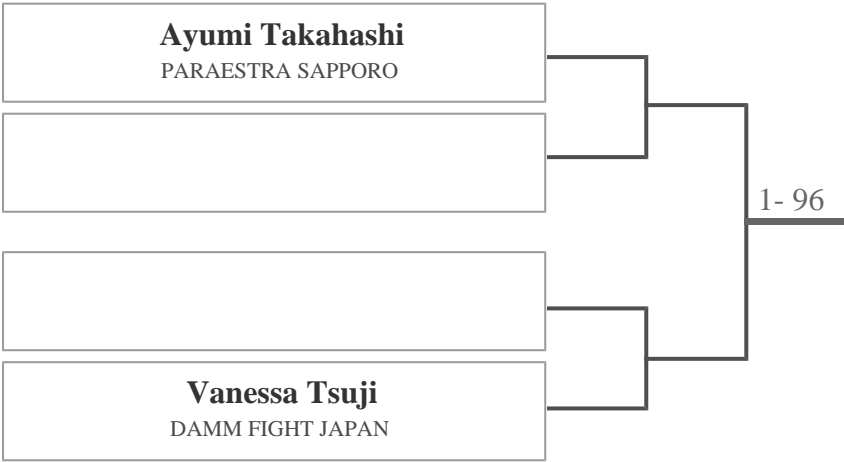 Ayumi Takahashi
PARAESTRA SAPPORO
1- 96
Vanessa Tsuji
DAMM FIGHT JAPAN